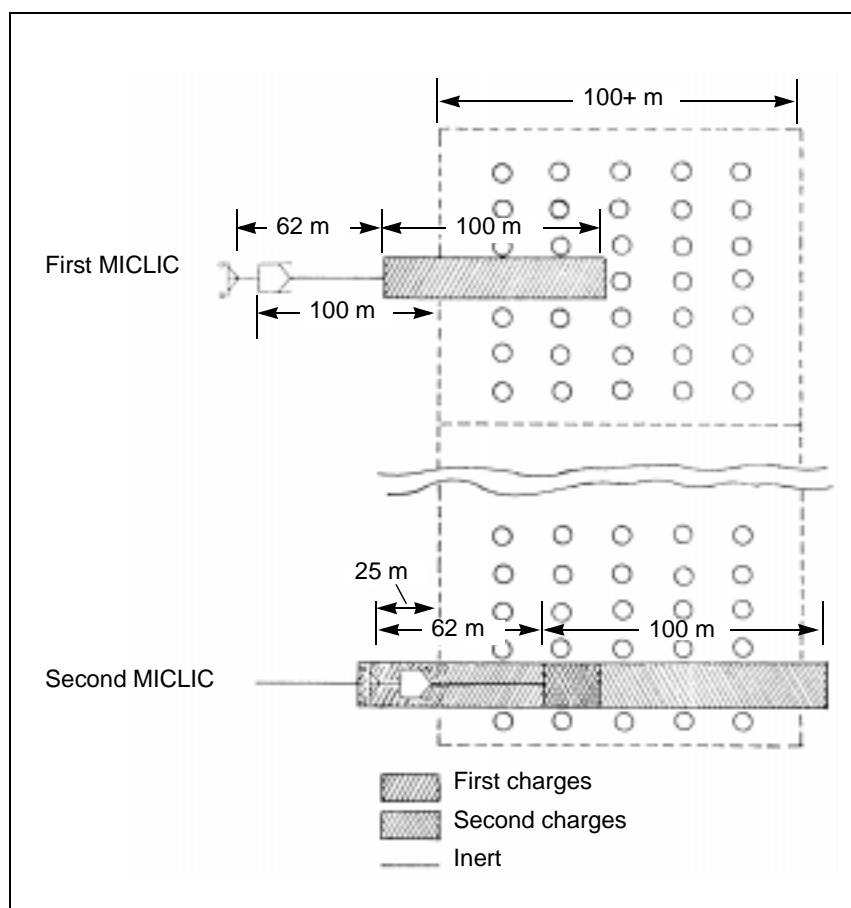 100+ m
62 m
100 m
First MICLIC
100 m
25 m
62 m
100 m
Second MICLIC
First charges
Second charges
Inert